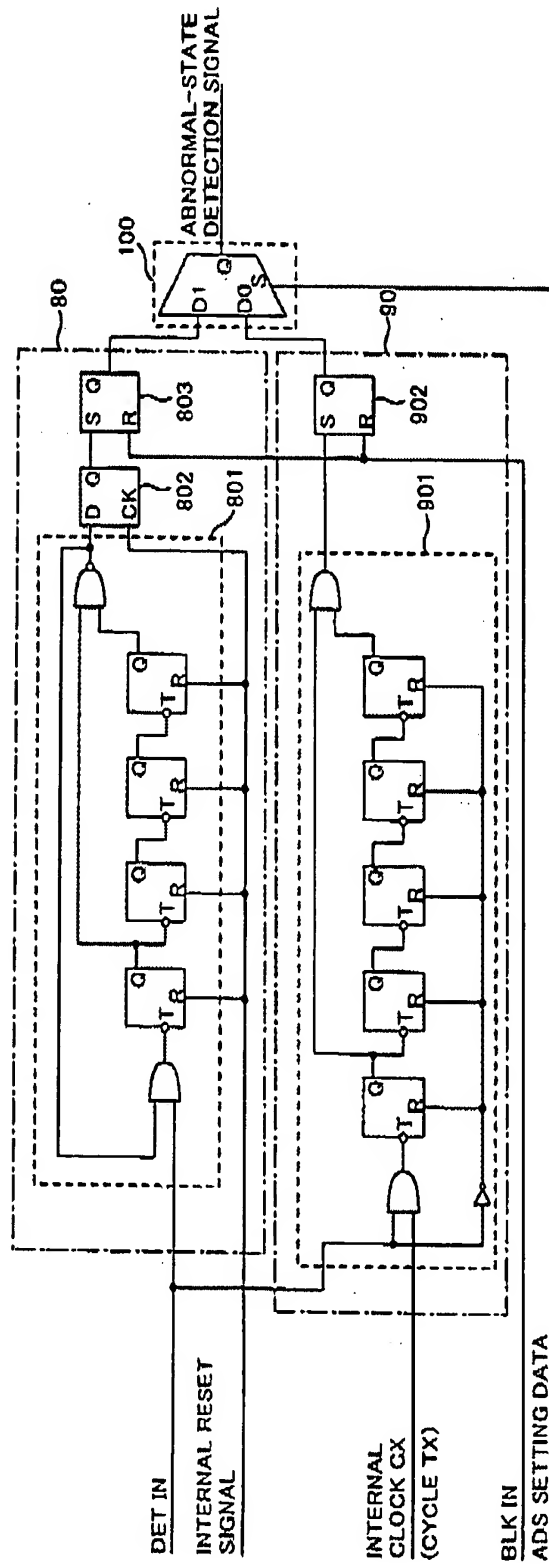 ABNORMAL-STATE
DETECTION SIGNAL
100
D1
D0
Q
S
80
S
Q
R
803
D
Q
CK
802
801
Q
T
R
Q
T
R
Q
T
R
Q
T
R
90
S
Q
R
902
901
Q
T
R
Q
T
R
Q
T
R
Q
T
R
Q
T
R
DET IN
INTERNAL RESET
SIGNAL
INTERNAL
CLOCK CX
(CYCLE TX)
BLK IN
ADS SETTING DATA